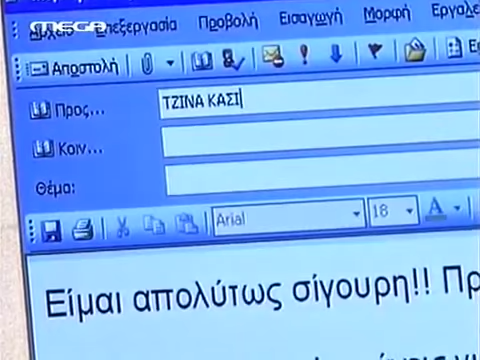 MEGA
Επεξεργασία Προβολή Εισαγωγή Μορφή
Αποστολή
Προς...
ΤΖΙΝΑ ΚΑΣΙ
Κοιν...
Θέμα:
Arial 18 A
Είμαι απολύτως σίγουρη!!